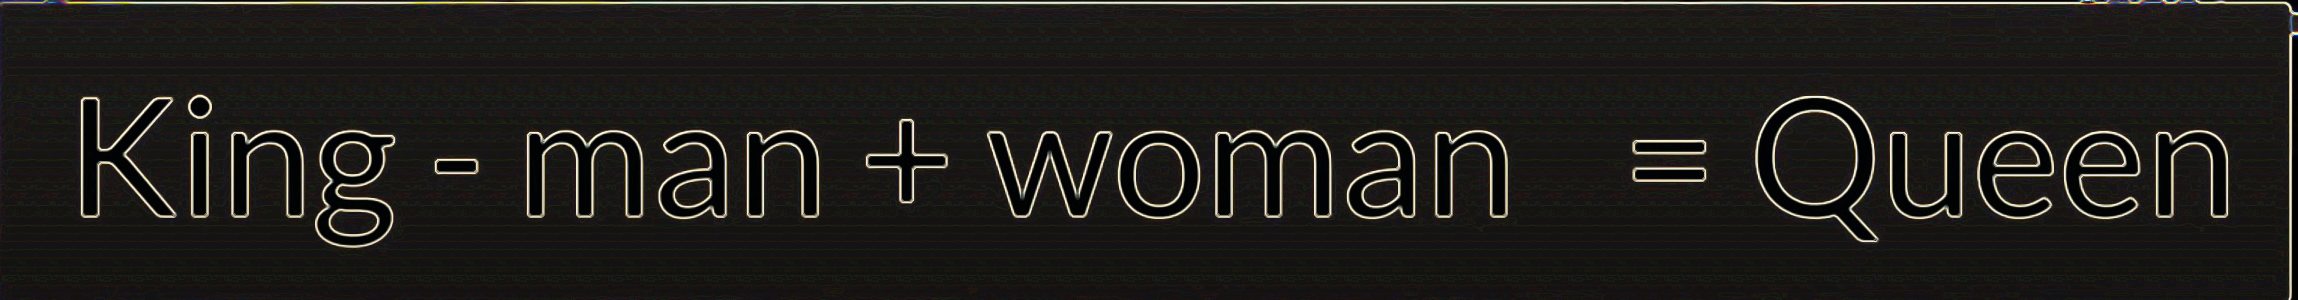 King - man + woman = Queen